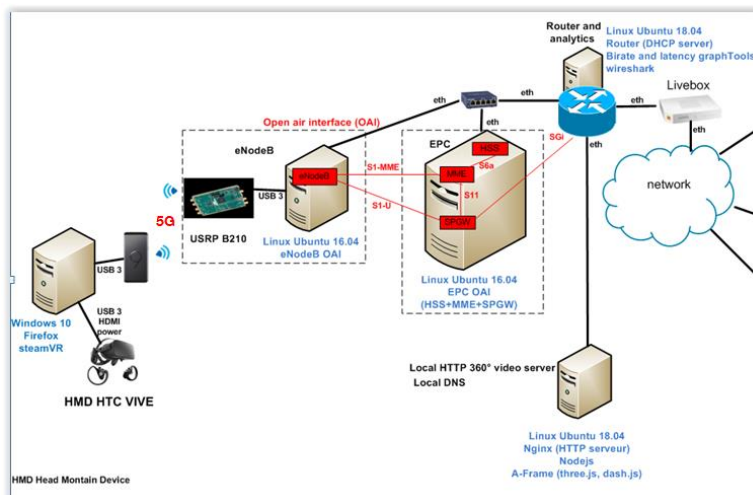 Router and
analytics
Linux Ubuntu 18.04
Router (DHCP server)
Birate and latency graphTools
wireshark
eth
eth
eth
Livebox
eth
Open air interface (OAI)
eth
SGi
eNodeB
EPC
HSS
S6a
eNodeB
S1-MME
MME
S11
eth
network
5G
USB 3
S1-U
SPGW
USRP B210
Linux Ubuntu 16.04
eNodeB OAI
USB 3
Linux Ubuntu 16.04
EPC OAI
(HSS+MME+SPGW)
Windows 10
Firefox
steamVR
USB 3
HDMI
power
HMD HTC VIVE
Local HTTP 360° video server
Local DNS
Linux Ubuntu 18.04
Nginx (HTTP serveur)
Nodejs
A-Frame (three.js, dash.js)
HMD Head Montain Device